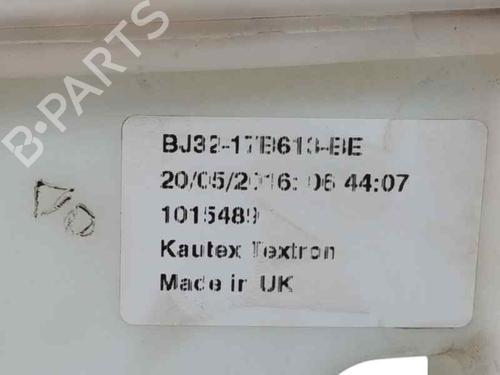 B-PARTS
BJ32-17B613-BE
20/05/2016: 06 44:07
1015489
Kautex Textron
Made in UK